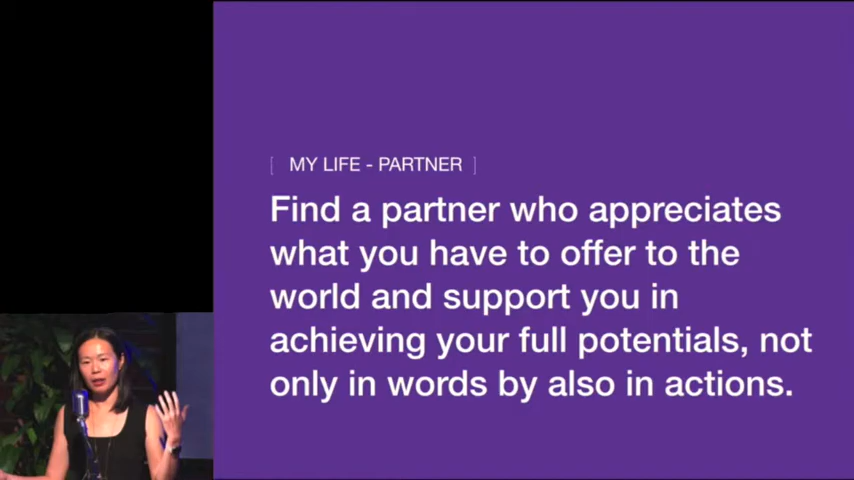 [ MY LIFE - PARTNER ]
Find a partner who appreciates
what you have to offer to the
world and support you in
achieving your full potentials, not
only in words by also in actions.